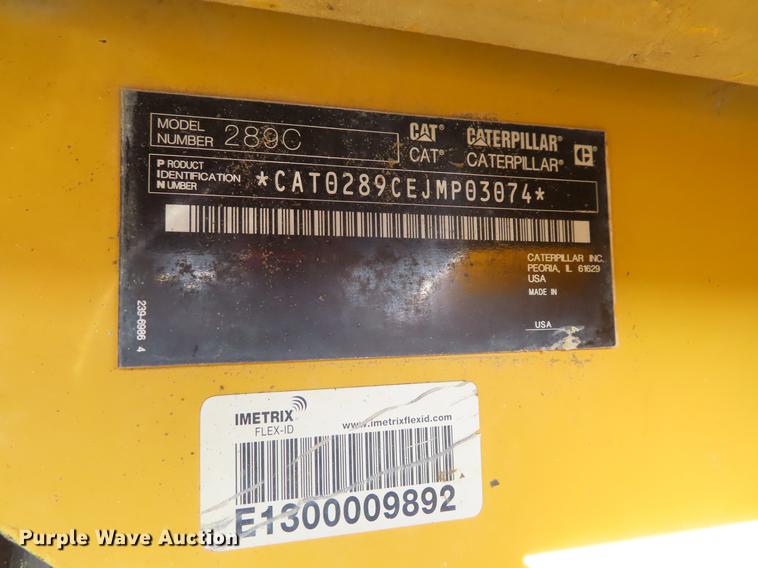 MODEL NUMBER 289C
CAT® CATERPILLAR®
CAT® CATERPILLAR®
PRODUCT IDENTIFICATION NUMBER *CAT0289CEJMP03074*
CATERPILLAR INC.
PEORIA, IL 61629
USA
MADE IN
USA
239-6986 4
IMETRIX
FLEX-ID
www.imetrixflexid.com
E1300009892
Purple Wave Auction